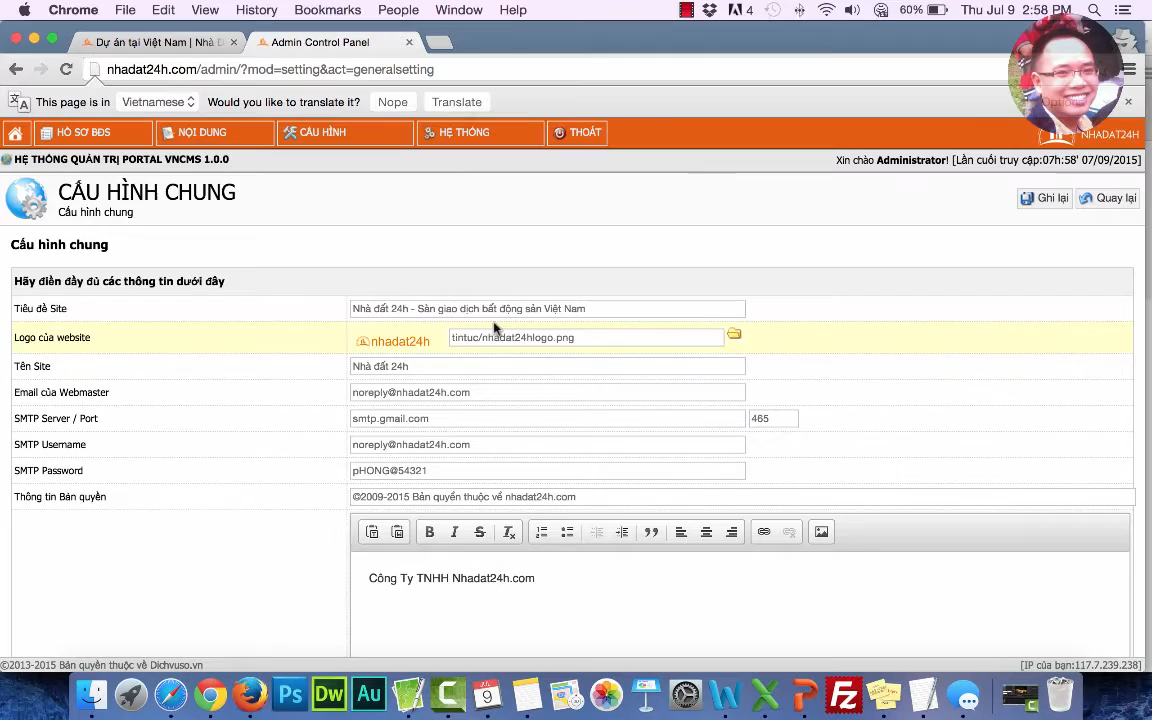 Chrome File Edit View History Bookmarks People Window Help 4 60% Thu Jul 9 2:58 PM
Dự án tại Việt Nam | Nhà Đ Admin Control Panel
nhadat24h.com/admin/?mod=setting&act=generalsetting
This page is in Vietnamese Would you like to translate it? Nope Translate
HỒ SƠ BĐS NỘI DUNG CẤU HÌNH HỆ THỐNG THOÁT NHADAT24H
HỆ THỐNG QUẢN TRỊ PORTAL VNCMS 1.0.0 Xin chào Administrator! [Lần cuối truy cập:07h:58' 07/09/2015]
CẤU HÌNH CHUNG
Cấu hình chung
Ghi lại Quay lại
Cấu hình chung
Hãy điền đầy đủ các thông tin dưới đây
Tiêu đề Site Nhà đất 24h - Sàn giao dịch bất động sản Việt Nam
Logo của website nhadat24h tintuc/nhadat24hlogo.png
Tên Site Nhà đất 24h
Email của Webmaster noreply@nhadat24h.com
SMTP Server / Port smtp.gmail.com 465
SMTP Username noreply@nhadat24h.com
SMTP Password pHONG@54321
Thông tin Bản quyền ©2009-2015 Bản quyền thuộc về nhadat24h.com
B I S Tx
Công Ty TNHH Nhadat24h.com
©2013-2015 Bản quyền thuộc về Dichvuso.vn [IP của bạn:117.7.239.238]
Ps Dw Au 9 W X P Fz